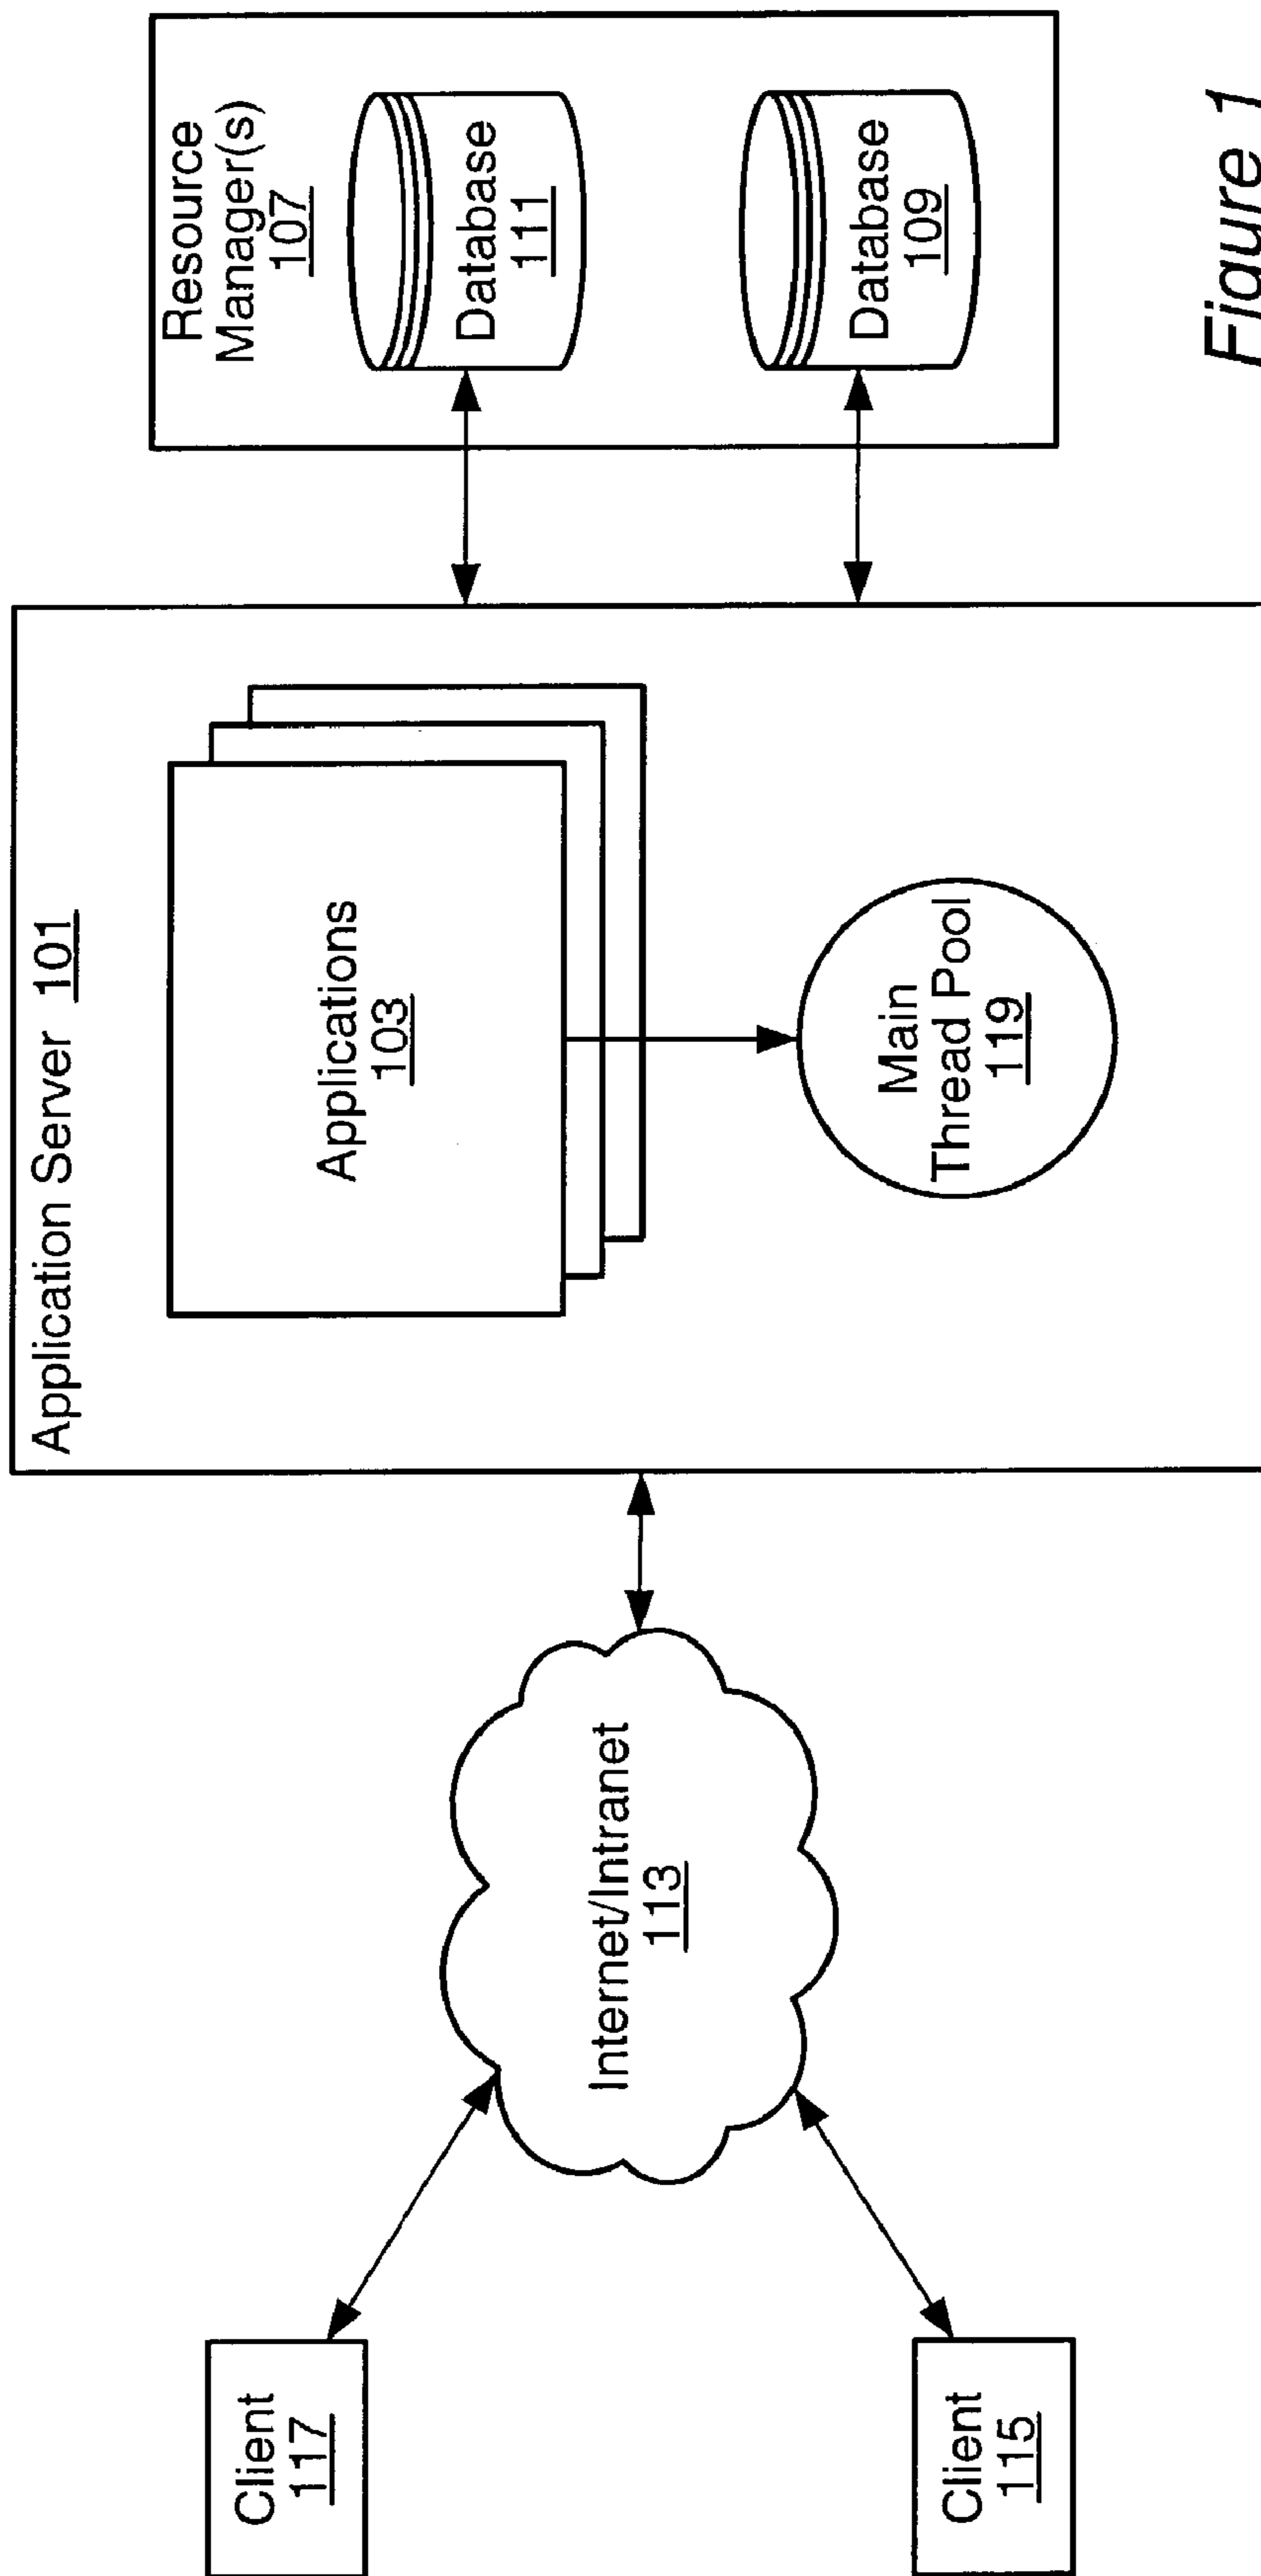 Client
117
Client
115
Internet/Intranet
113
Application Server 101
Applications
103
Main
Thread Pool
119
Resource
Manager(s)
107
Database
111
Database
109
Figure 1